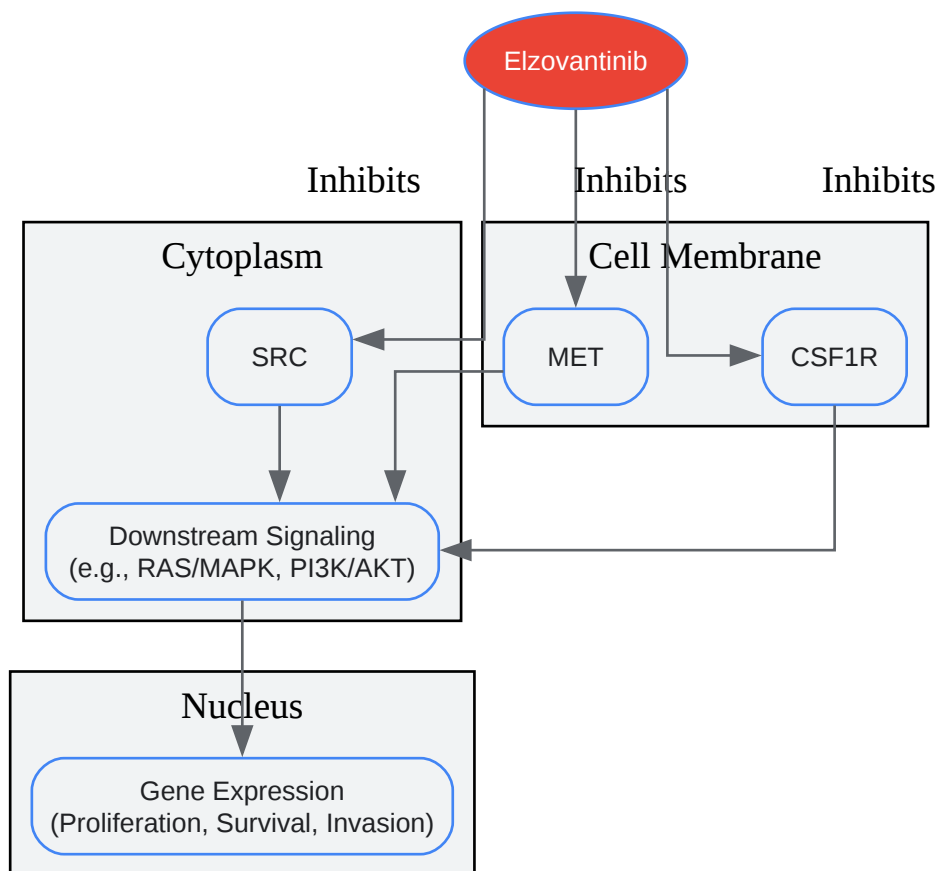 Elzovantinib
Inhibits
Inhibits
Inhibits
Cytoplasm
Cell Membrane
SRC
MET
CSF1R
Downstream Signaling
(e.g., RAS/MAPK, PI3K/AKT)
Nucleus
Gene Expression
(Proliferation, Survival, Invasion)